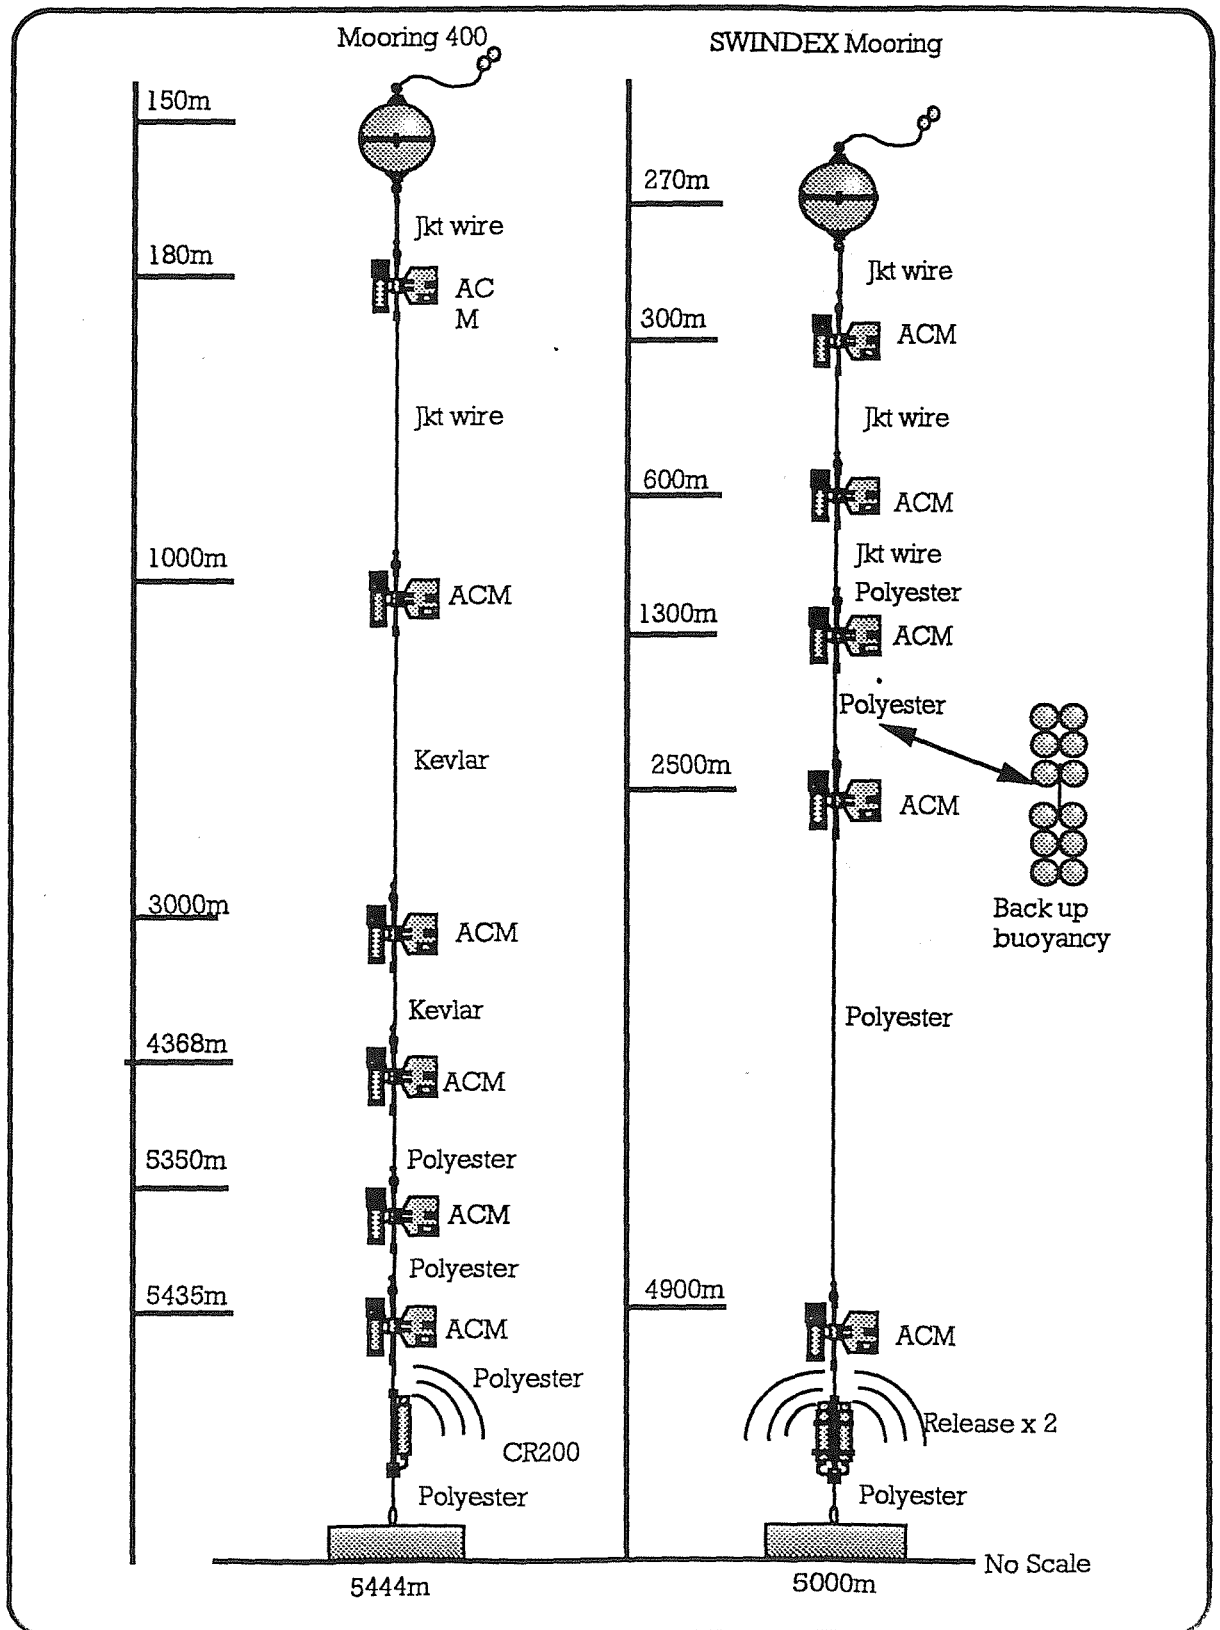 Mooring 400
150m
Jkt wire
180m
AC
M
Jkt wire
1000m
ACM
Kevlar
3000m
ACM
Kevlar
4368m
ACM
5350m
Polyester
ACM
Polyester
5435m
ACM
Polyester
CR200
Polyester
5444m
SWINDEX Mooring
270m
Jkt wire
300m
ACM
Jkt wire
600m
ACM
Jkt wire
Polyester
1300m
ACM
Polyester
2500m
ACM
Back up
buoyancy
Polyester
4900m
ACM
Release x 2
Polyester
No Scale
5000m